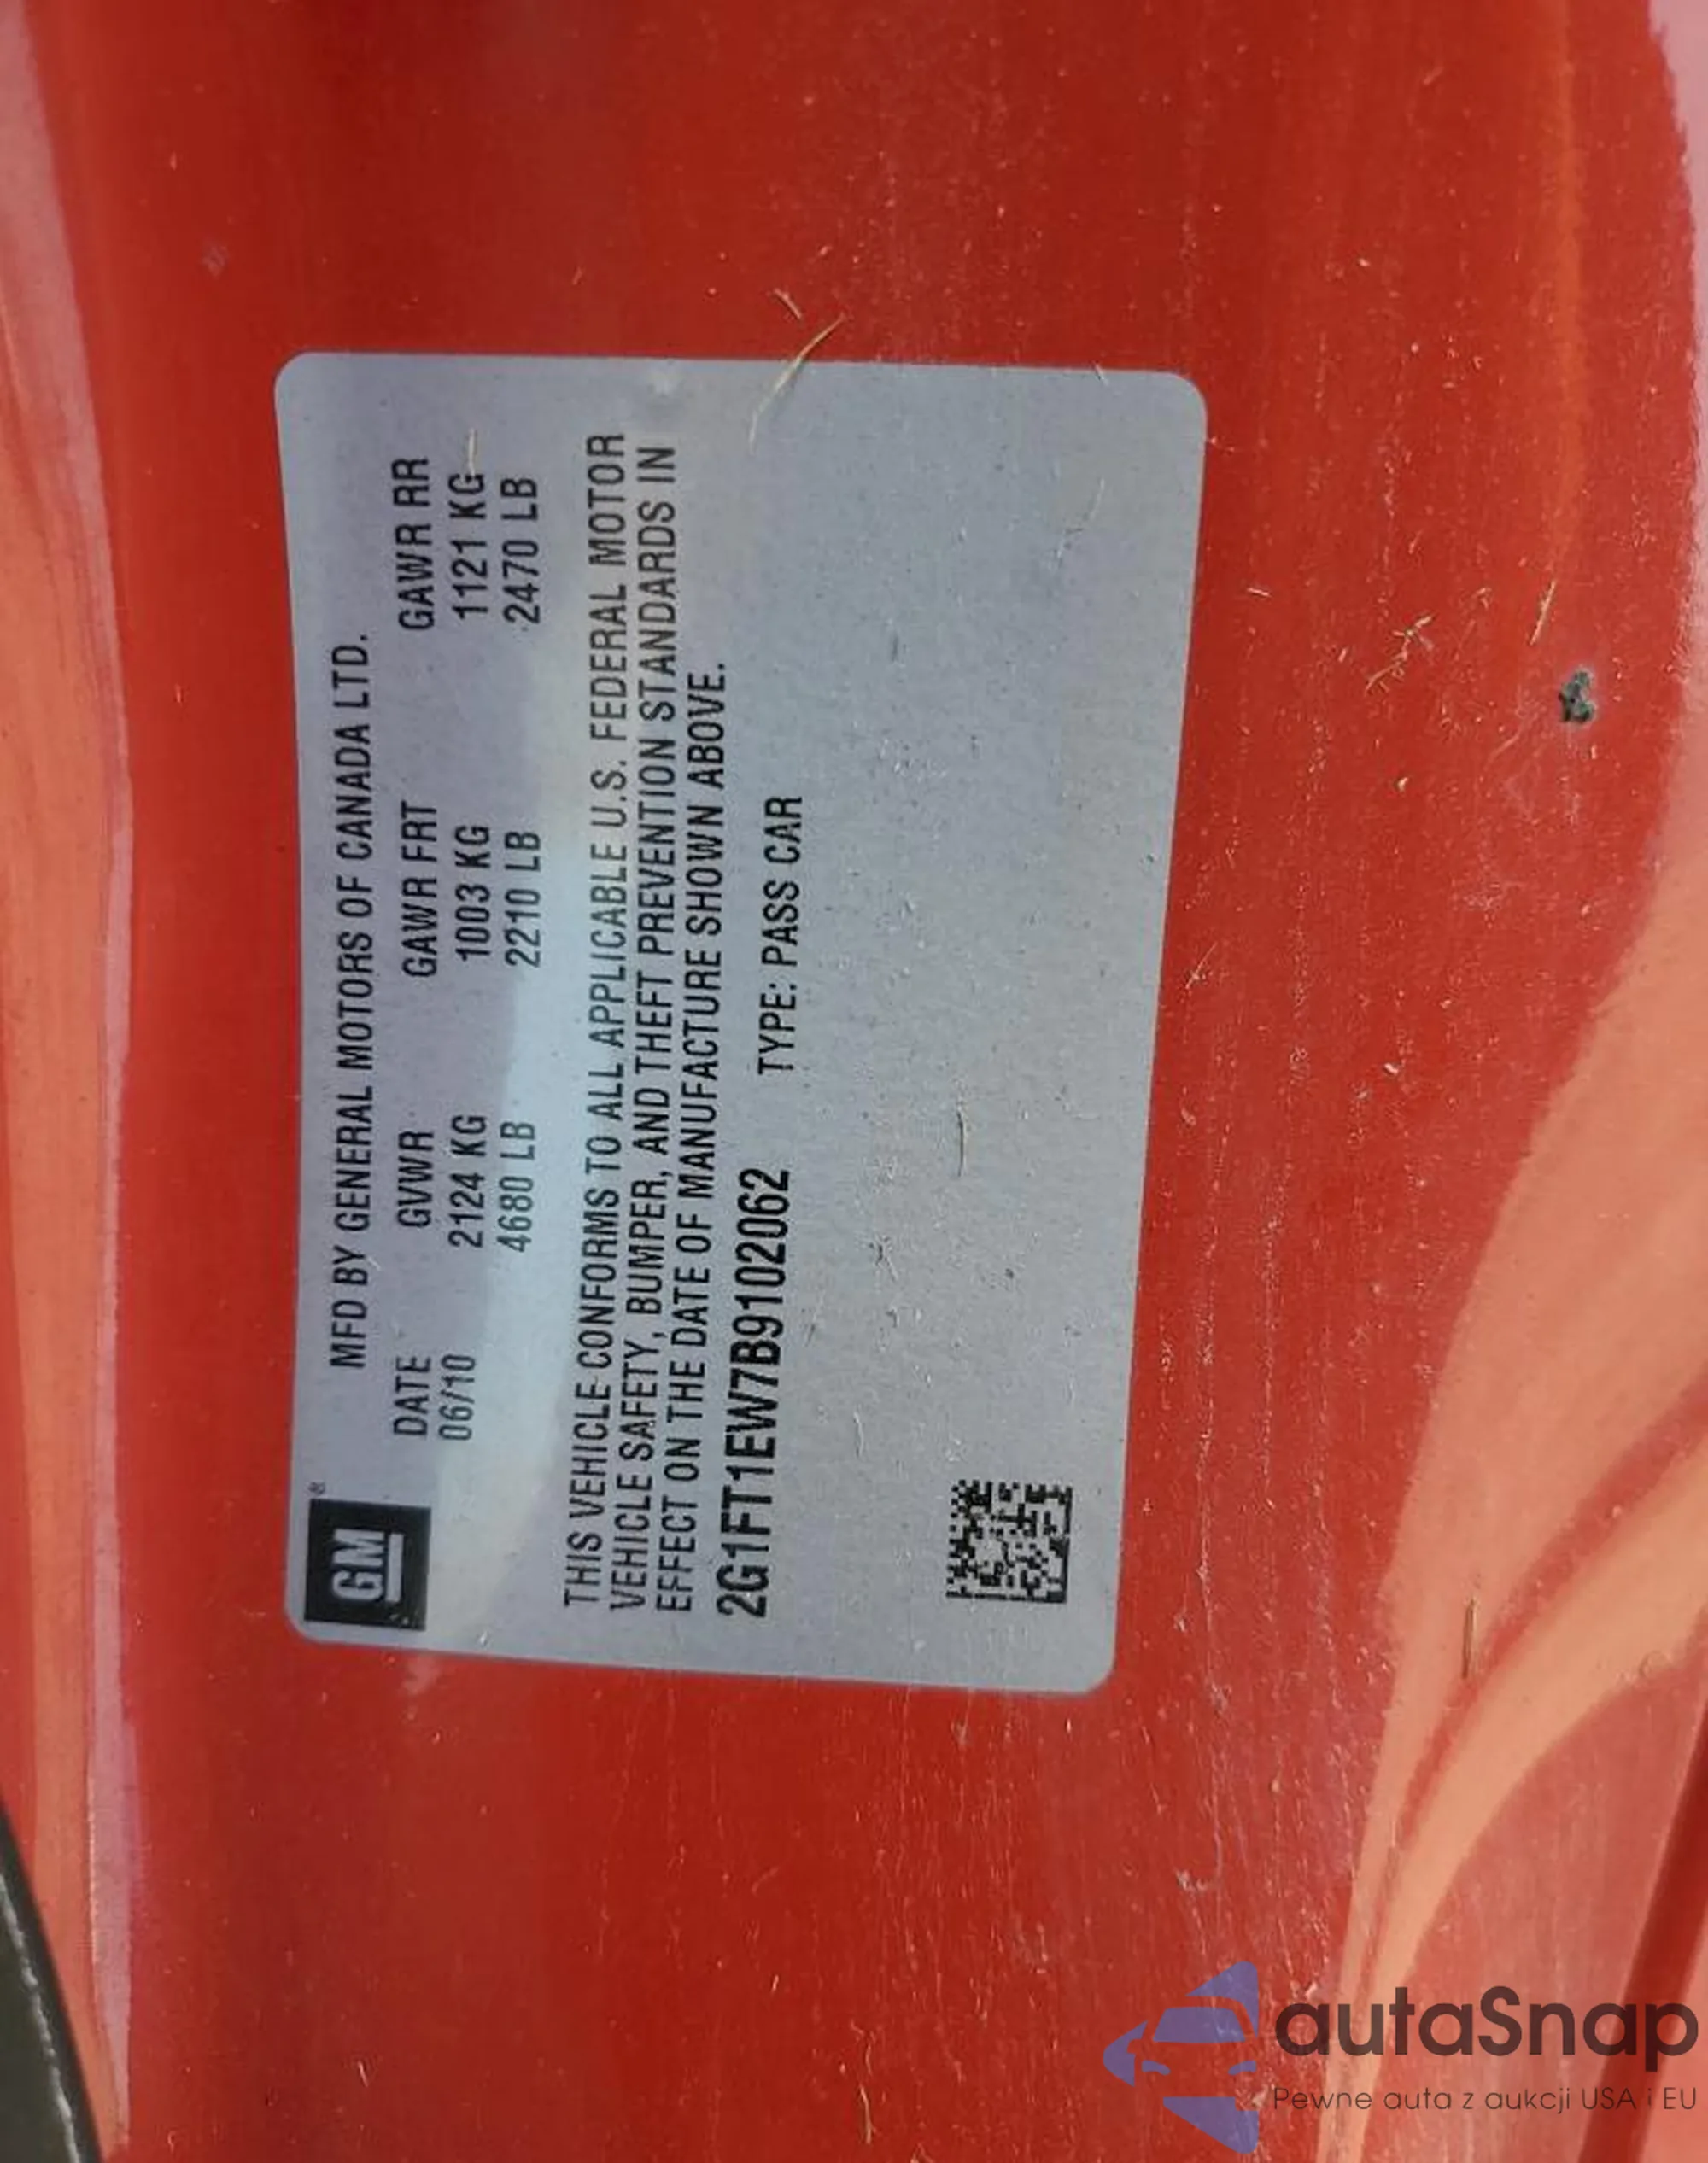 GM®
MFD BY GENERAL MOTORS OF CANADA LTD.
DATE GVWR GAWR FRT GAWR RR
06/10 2124 KG 1003 KG 1121 KG
4680 LB 2210 LB 2470 LB
THIS VEHICLE CONFORMS TO ALL APPLICABLE U.S. FEDERAL MOTOR
VEHICLE SAFETY, BUMPER, AND THEFT PREVENTION STANDARDS IN
EFFECT ON THE DATE OF MANUFACTURE SHOWN ABOVE.
2G1FT1EW7B9102062 TYPE: PASS CAR
autaSnap
Pewne auta z aukcji USA i EU